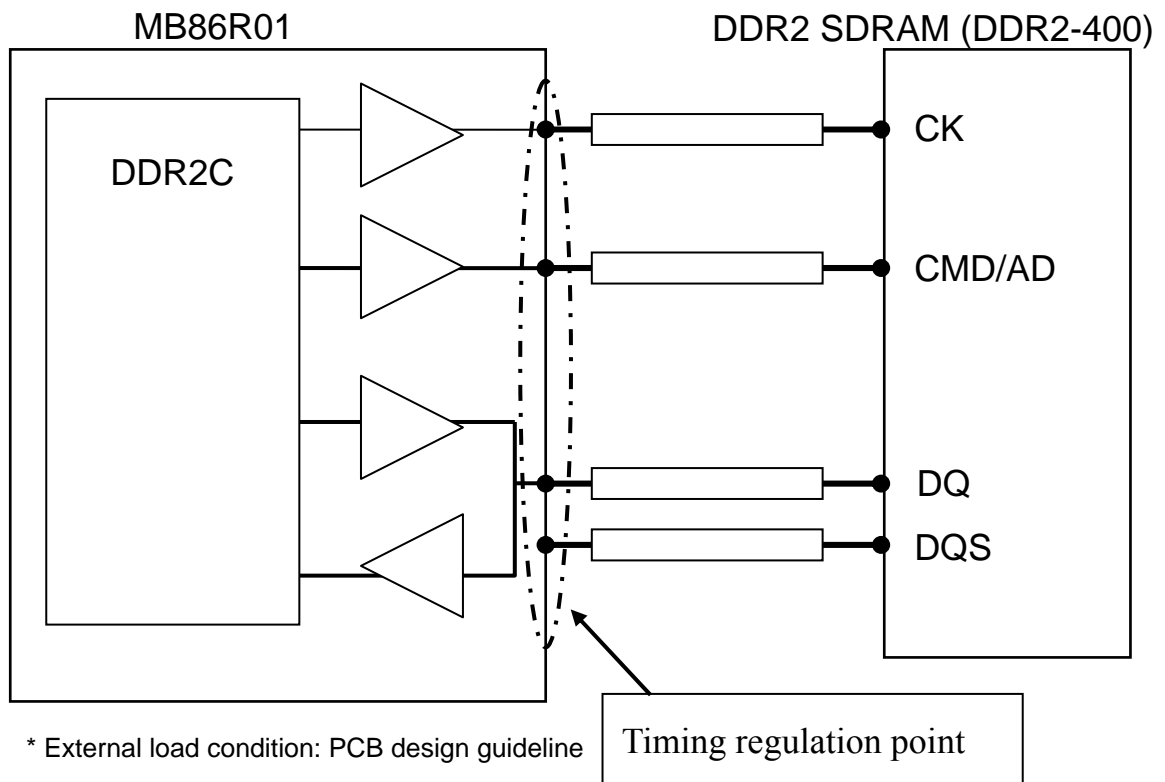 MB86R01
DDR2 SDRAM (DDR2-400)
DDR2C
CK
CMD/AD
DQ
DQS
* External load condition: PCB design guideline
Timing regulation point